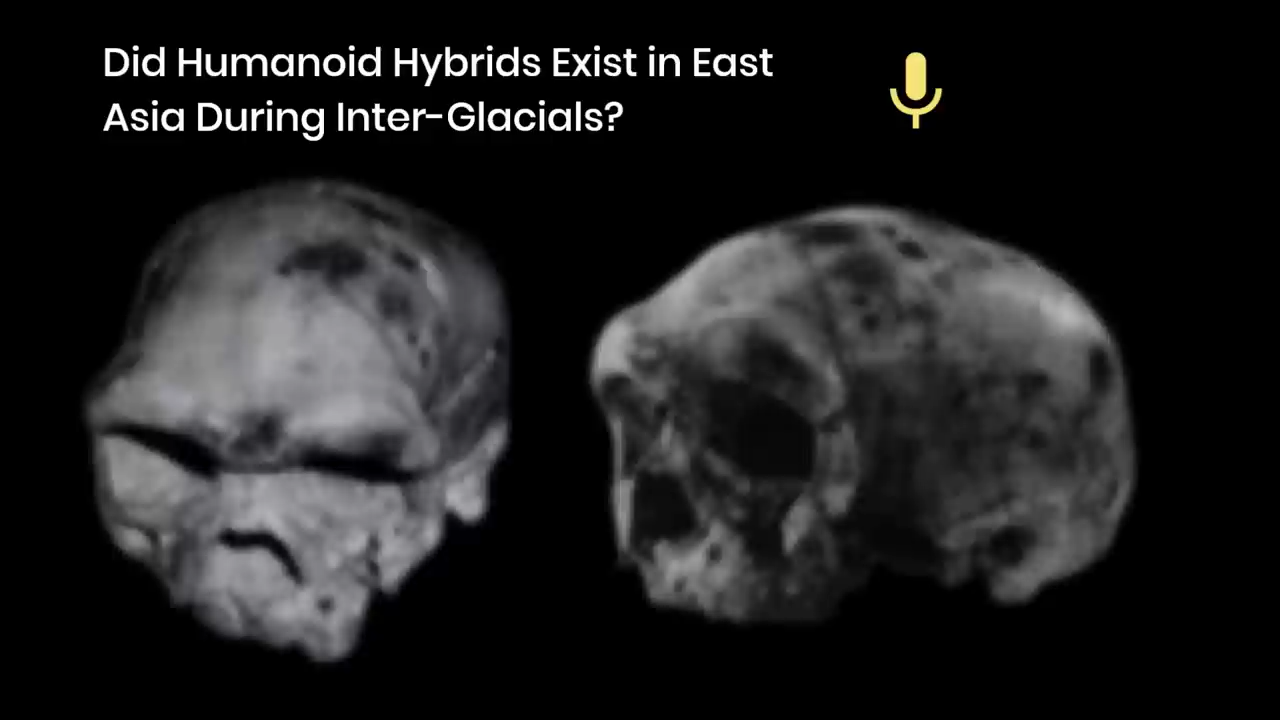 Did Humanoid Hybrids Exist in East
Asia During Inter-Glacials?